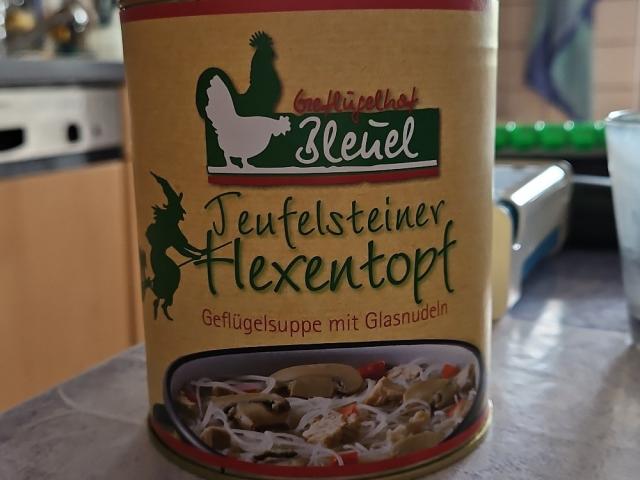 Geflügelhof
Bleuel
Teufelsteiner
Hexentopf
Geflügelsuppe mit Glasnudeln